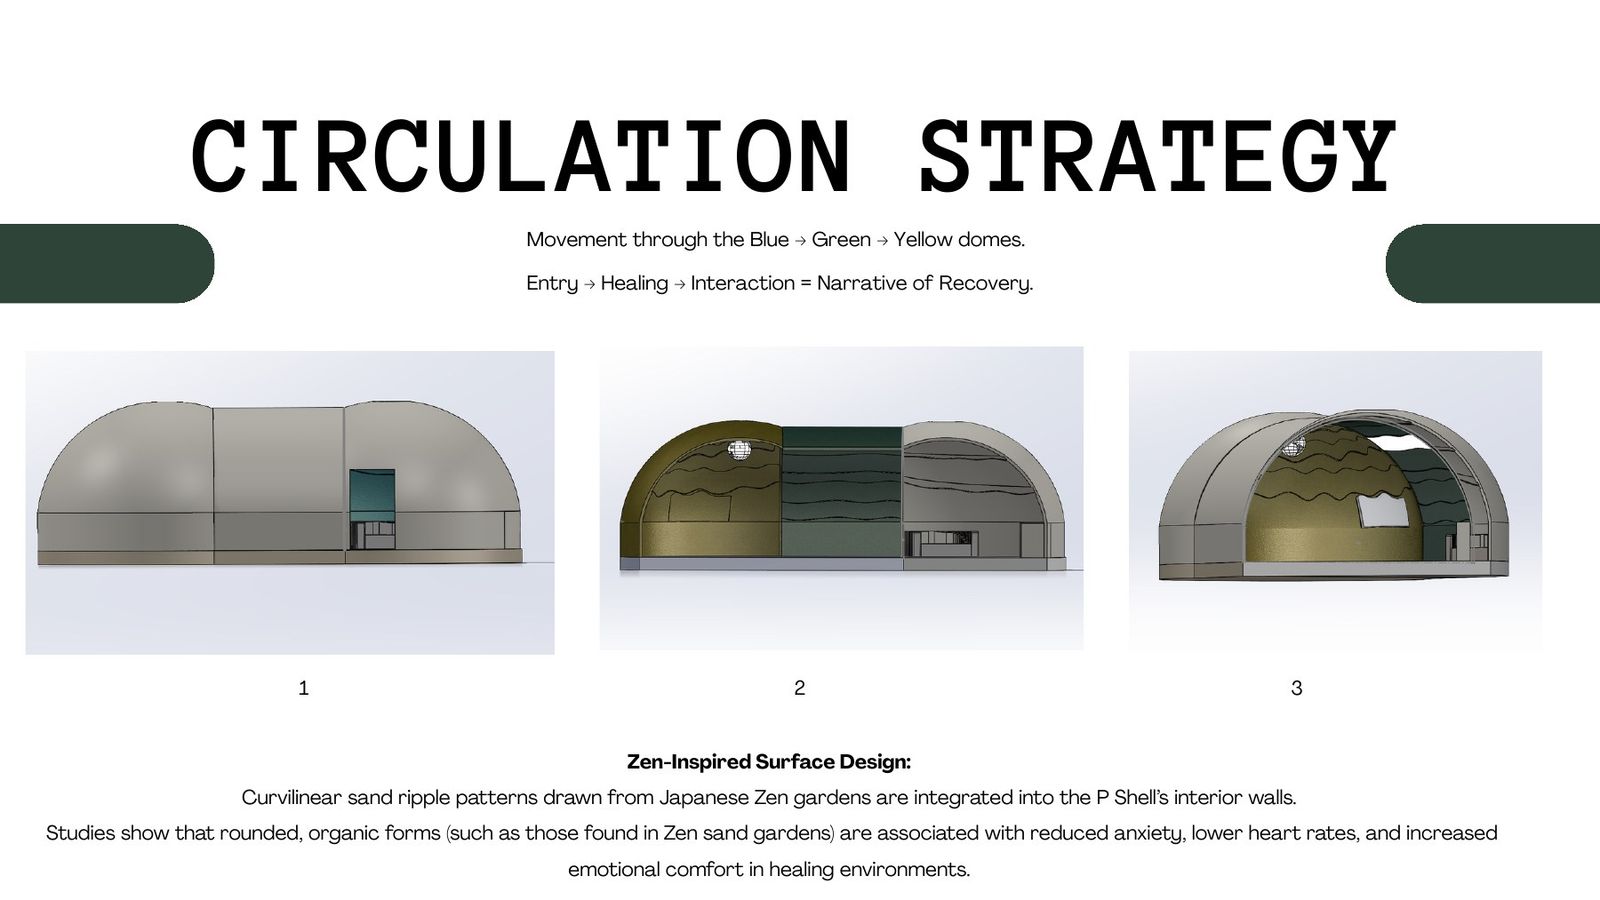 CIRCULATION STRATEGY
Movement through the Blue → Green → Yellow domes.
Entry → Healing → Interaction = Narrative of Recovery.
1
2
3
Zen-Inspired Surface Design:
Curvilinear sand ripple patterns drawn from Japanese Zen gardens are integrated into the P Shell’s interior walls.
Studies show that rounded, organic forms (such as those found in Zen sand gardens) are associated with reduced anxiety, lower heart rates, and increased
emotional comfort in healing environments.